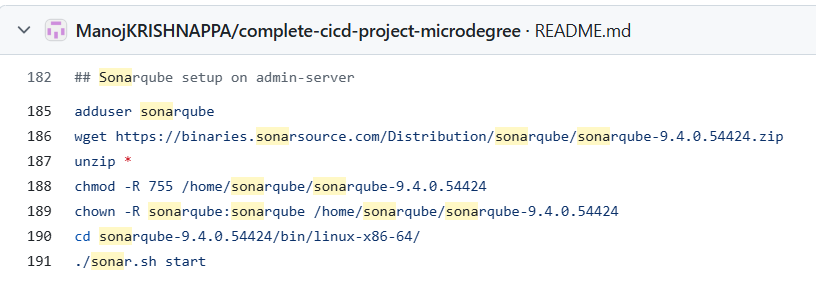 ManojKRISHNAPPA/complete-cicd-project-microdegree · README.md
182 ## Sonarqube setup on admin-server
185 adduser sonarqube
186 wget https://binaries.sonarsource.com/Distribution/sonarqube/sonarqube-9.4.0.54424.zip
187 unzip *
188 chmod -R 755 /home/sonarqube/sonarqube-9.4.0.54424
189 chown -R sonarqube:sonarqube /home/sonarqube/sonarqube-9.4.0.54424
190 cd sonarqube-9.4.0.54424/bin/linux-x86-64/
191 ./sonar.sh start